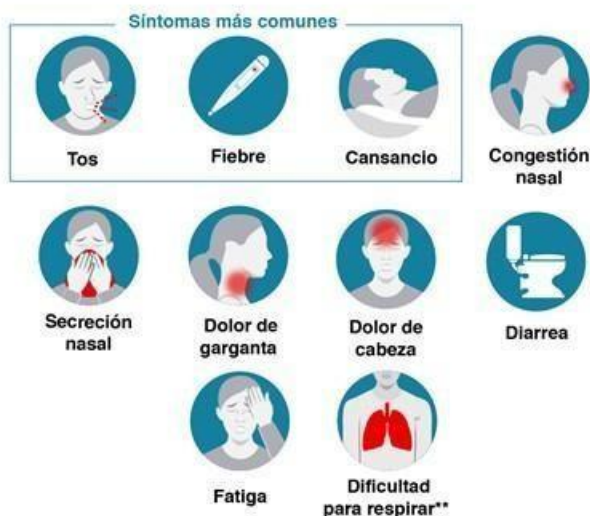 Síntomas más comunes
Tos
Fiebre
Cansancio
Congestión
nasal
Secreción
nasal
Dolor de
garganta
Dolor de
cabeza
Diarrea
Fatiga
Dificultad
para respirar**